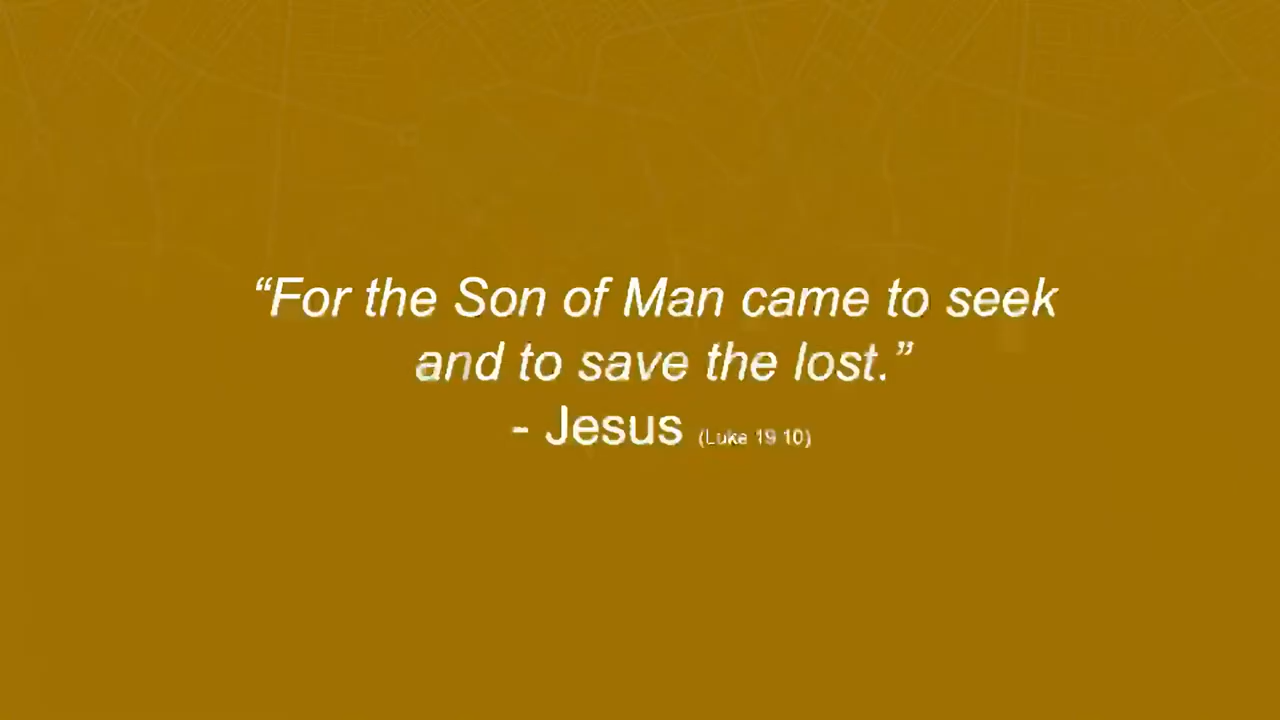 “For the Son of Man came to seek
and to save the lost.”
- Jesus (Luke 19 10)